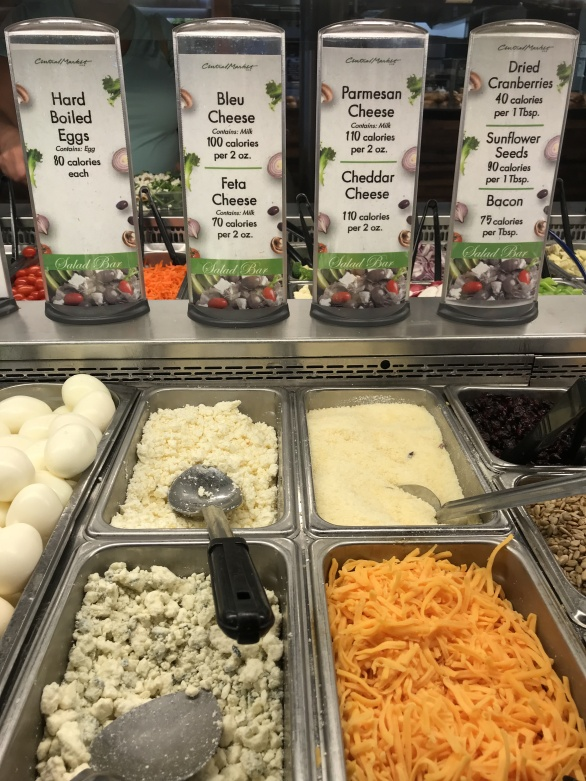 Central Market
Hard
Boiled
Eggs
Contains: Egg
80 calories
each
Salad Bar
Central Market
Bleu
Cheese
Contains: Milk
100 calories
per 2 oz.
Feta
Cheese
Contains: Milk
70 calories
per 2 oz.
Salad Bar
Central Market
Parmesan
Cheese
Contains: Milk
110 calories
per 2 oz.
Cheddar
Cheese
110 calories
per 2 oz.
Salad Bar
Central Market
Dried
Cranberries
40 calories
per 1 Tbsp.
Sunflower
Seeds
90 calories
per 1 Tbsp.
Bacon
75 calories
per Tbsp.
Salad Bar